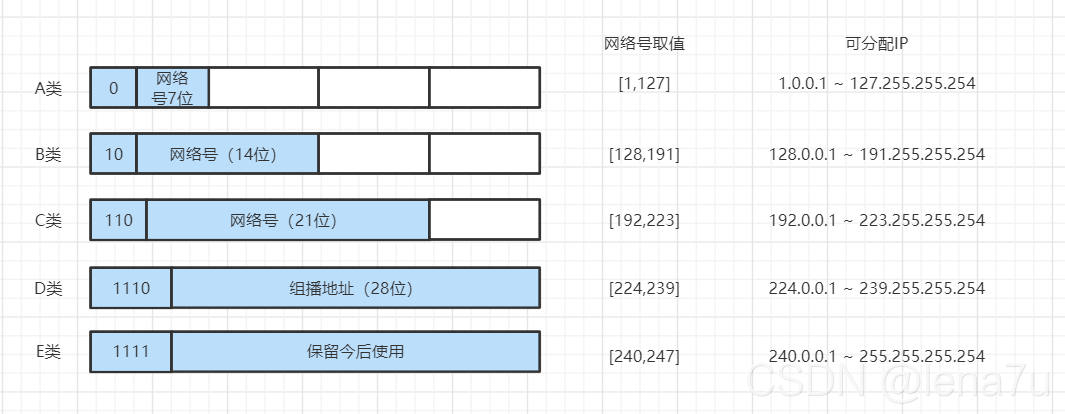 网络号取值 可分配IP
A类 0 网络号7位 [1,127] 1.0.0.1 ~ 127.255.255.254
B类 10 网络号（14位） [128,191] 128.0.0.1 ~ 191.255.255.254
C类 110 网络号（21位） [192,223] 192.0.0.1 ~ 223.255.255.254
D类 1110 组播地址（28位） [224,239] 224.0.0.1 ~ 239.255.255.254
E类 1111 保留今后使用 [240,247] 240.0.0.1 ~ 255.255.255.254
CSDN @lena7u